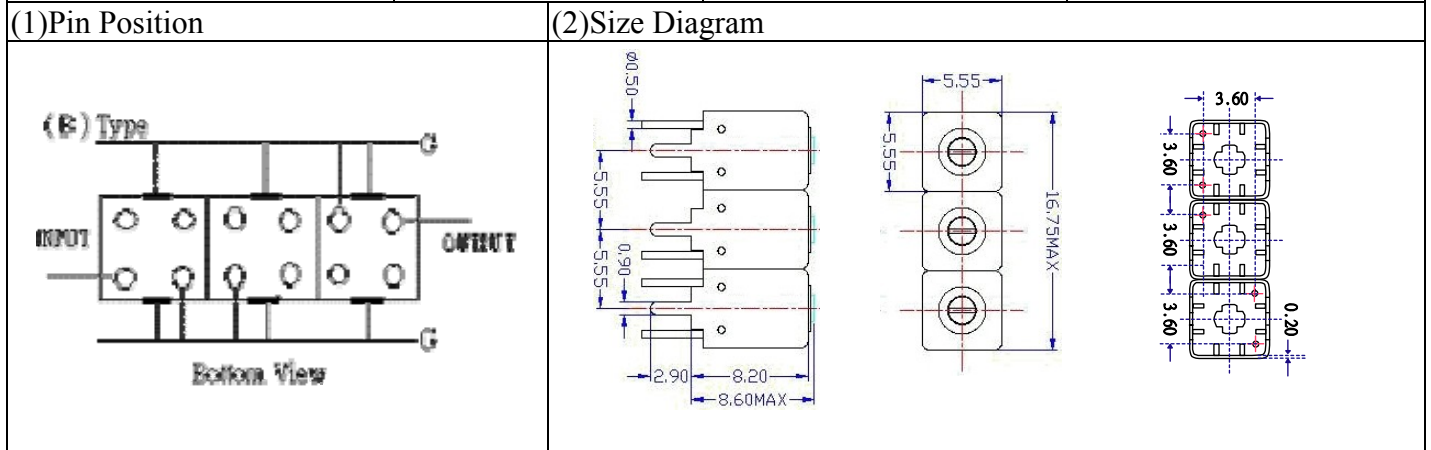 (1)Pin Position
(2)Size Diagram
(B) Type
G
INPUT
OUTPUT
G
Bottom View
Ø0.50
5.55
5.55
0.90
2.90
8.20
8.60MAX
5.55
5.55
16.75MAX
3.60
3.60
3.60
3.60
0.20